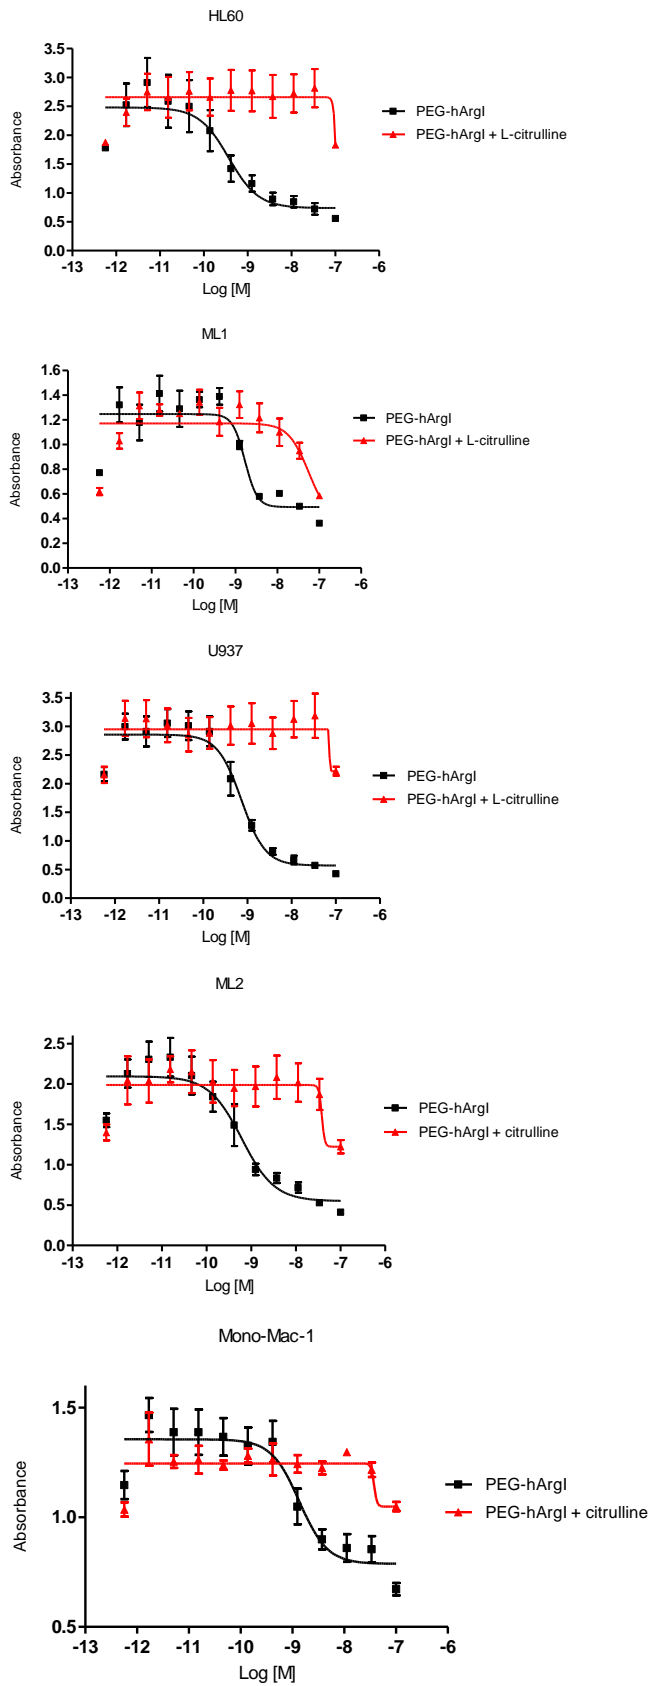 HL60
Absorbance
3.5
3.0
2.5
2.0
1.5
1.0
0.5
0.0
-13 -12 -11 -10 -9 -8 -7 -6
Log [M]
PEG-hArgI
PEG-hArgI + L-citrulline
ML1
Absorbance
1.6
1.4
1.2
1.0
0.8
0.6
0.4
0.2
0.0
-13 -12 -11 -10 -9 -8 -7 -6
Log [M]
PEG-hArgI
PEG-hArgI + L-citrulline
U937
Absorbance
3.5
3.0
2.5
2.0
1.5
1.0
0.5
0.0
-13 -12 -11 -10 -9 -8 -7 -6
Log [M]
PEG-hArgI
PEG-hArgI + L-citrulline
ML2
Absorbance
2.5
2.0
1.5
1.0
0.5
0.0
-13 -12 -11 -10 -9 -8 -7 -6
Log [M]
PEG-hArgI
PEG-hArgI + citrulline
Mono-Mac-1
Absorbance
1.5
1.0
0.5
-13 -12 -11 -10 -9 -8 -7 -6
Log [M]
PEG-hArgI
PEG-hArgI + citrulline